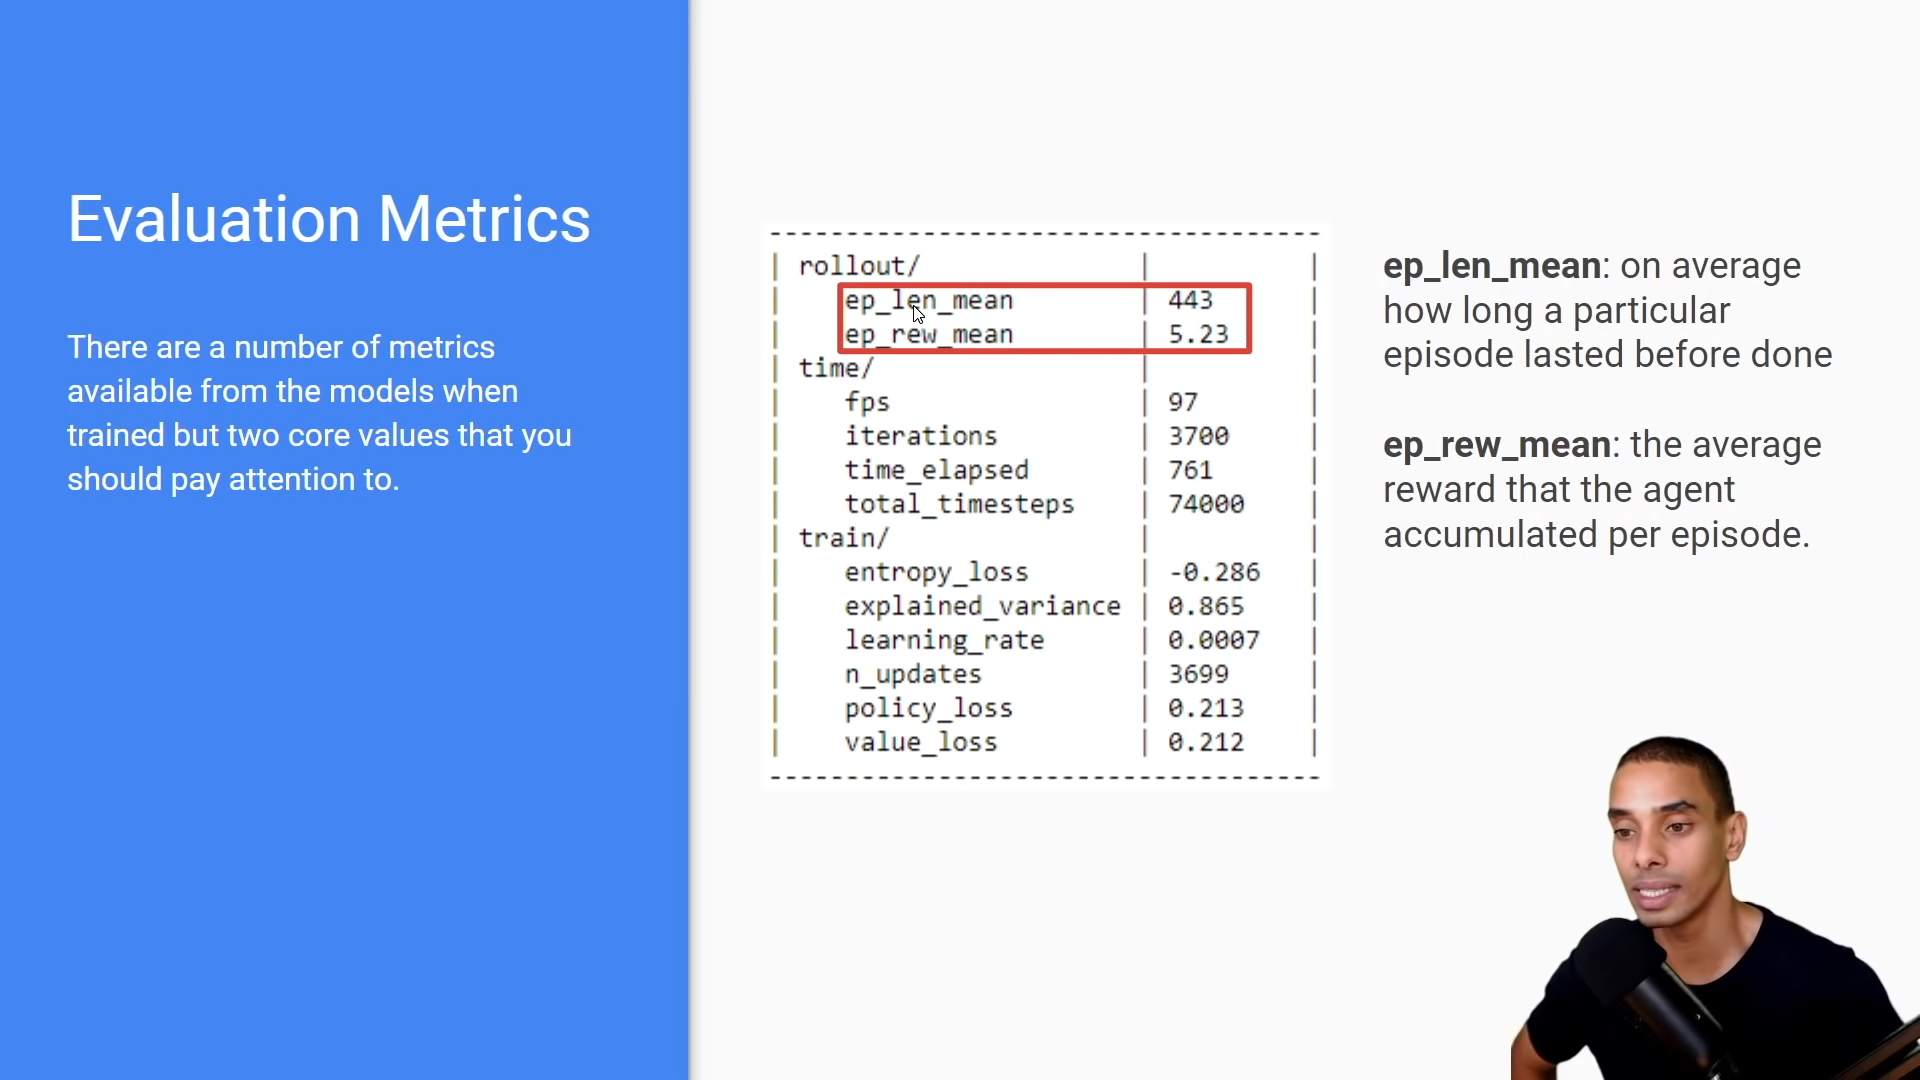 Evaluation Metrics
There are a number of metrics
available from the models when
trained but two core values that you
should pay attention to.
---------------------------------------
| rollout/ | |
| ep_len_mean | 443 |
| ep_rew_mean | 5.23 |
| time/ | |
| fps | 97 |
| iterations | 3700 |
| time_elapsed | 761 |
| total_timesteps | 74000 |
| train/ | |
| entropy_loss | -0.286 |
| explained_variance | 0.865 |
| learning_rate | 0.0007 |
| n_updates | 3699 |
| policy_loss | 0.213 |
| value_loss | 0.212 |
---------------------------------------
ep_len_mean: on average
how long a particular
episode lasted before done
ep_rew_mean: the average
reward that the agent
accumulated per episode.